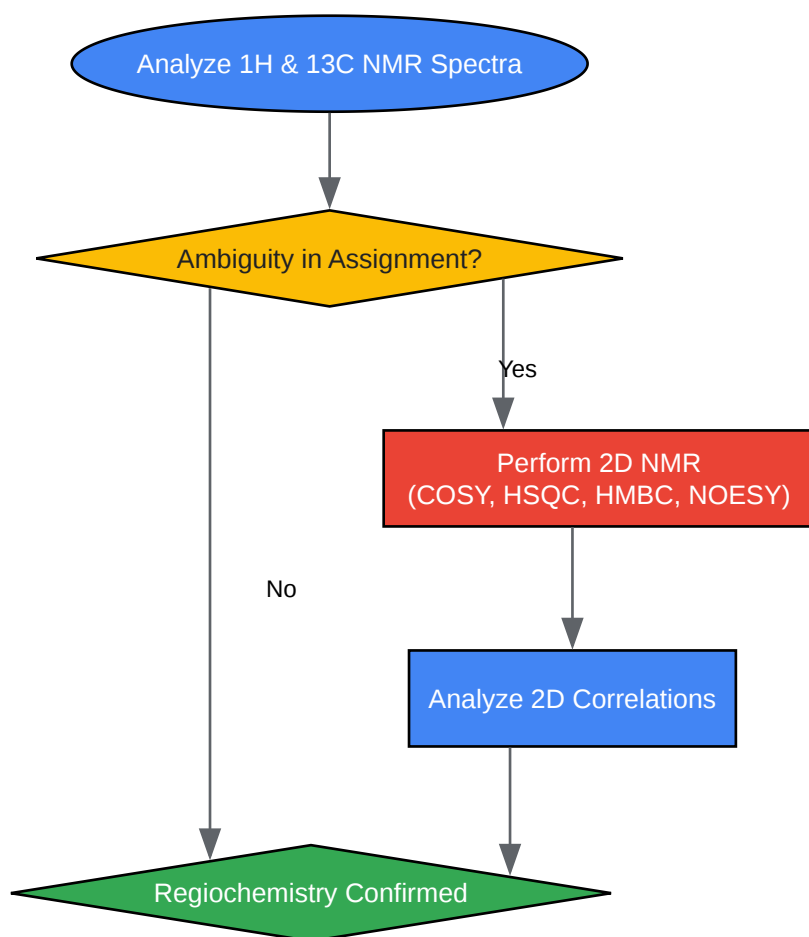 Analyze 1H & 13C NMR Spectra
Ambiguity in Assignment?
Yes
Perform 2D NMR
(COSY, HSQC, HMBC, NOESY)
No
Analyze 2D Correlations
Regiochemistry Confirmed